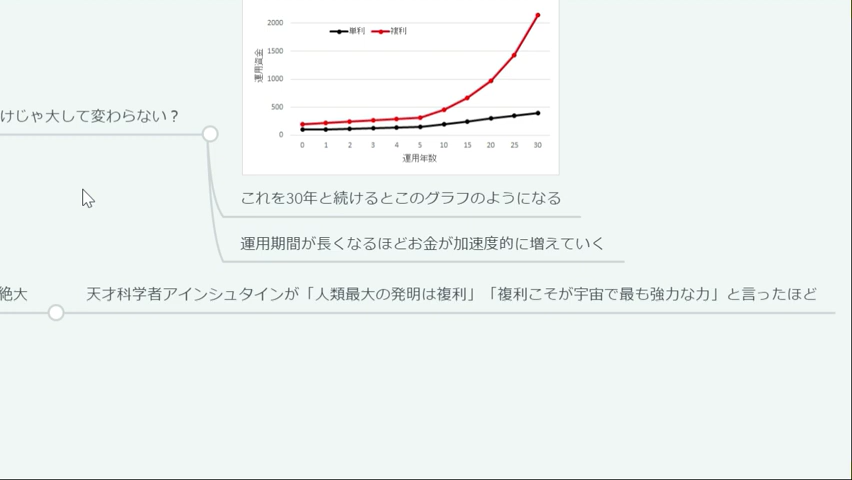 2000
単利 複利
1500
運用資金
1000
500
0
0 1 2 3 4 5 10 15 20 25 30
運用年数
けじゃ大して変わらない？
これを30年と続けるとこのグラフのようになる
運用期間が長くなるほどお金が加速度的に増えていく
絶大
天才科学者アインシュタインが「人類最大の発明は複利」「複利こそが宇宙で最も強力な力」と言ったほど